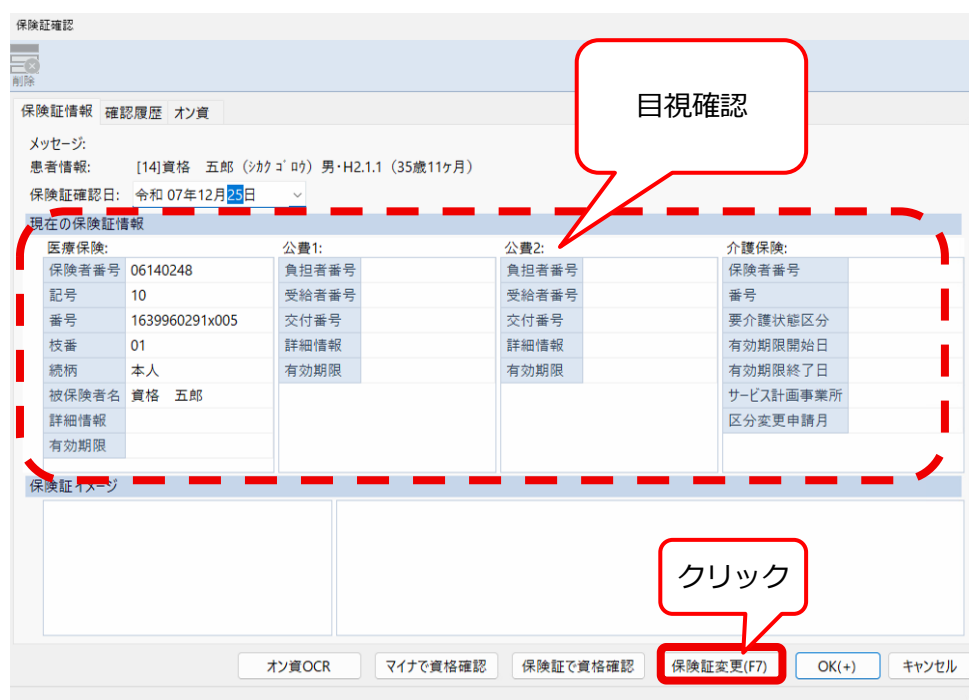 保険証確認
削除
保険証情報 確認履歴 オン資
目視確認
メッセージ:
患者情報: [14]資格 五郎（ｼｶｸ ｺﾞﾛｳ）男・H2.1.1（35歳11ヶ月）
保険証確認日: 令和 07年12月25日
現在の保険証情報
医療保険:
保険者番号 06140248
記号 10
番号 1639960291x005
枝番 01
続柄 本人
被保険者名 資格 五郎
詳細情報
有効期限
公費1:
負担者番号
受給者番号
交付番号
詳細情報
有効期限
公費2:
負担者番号
受給者番号
交付番号
詳細情報
有効期限
介護保険:
保険者番号
番号
要介護状態区分
有効期限開始日
有効期限終了日
サービス計画事業所
区分変更申請月
保険証イメージ
クリック
オン資OCR マイナで資格確認 保険証で資格確認 保険証変更(F7) OK(+) キャンセル